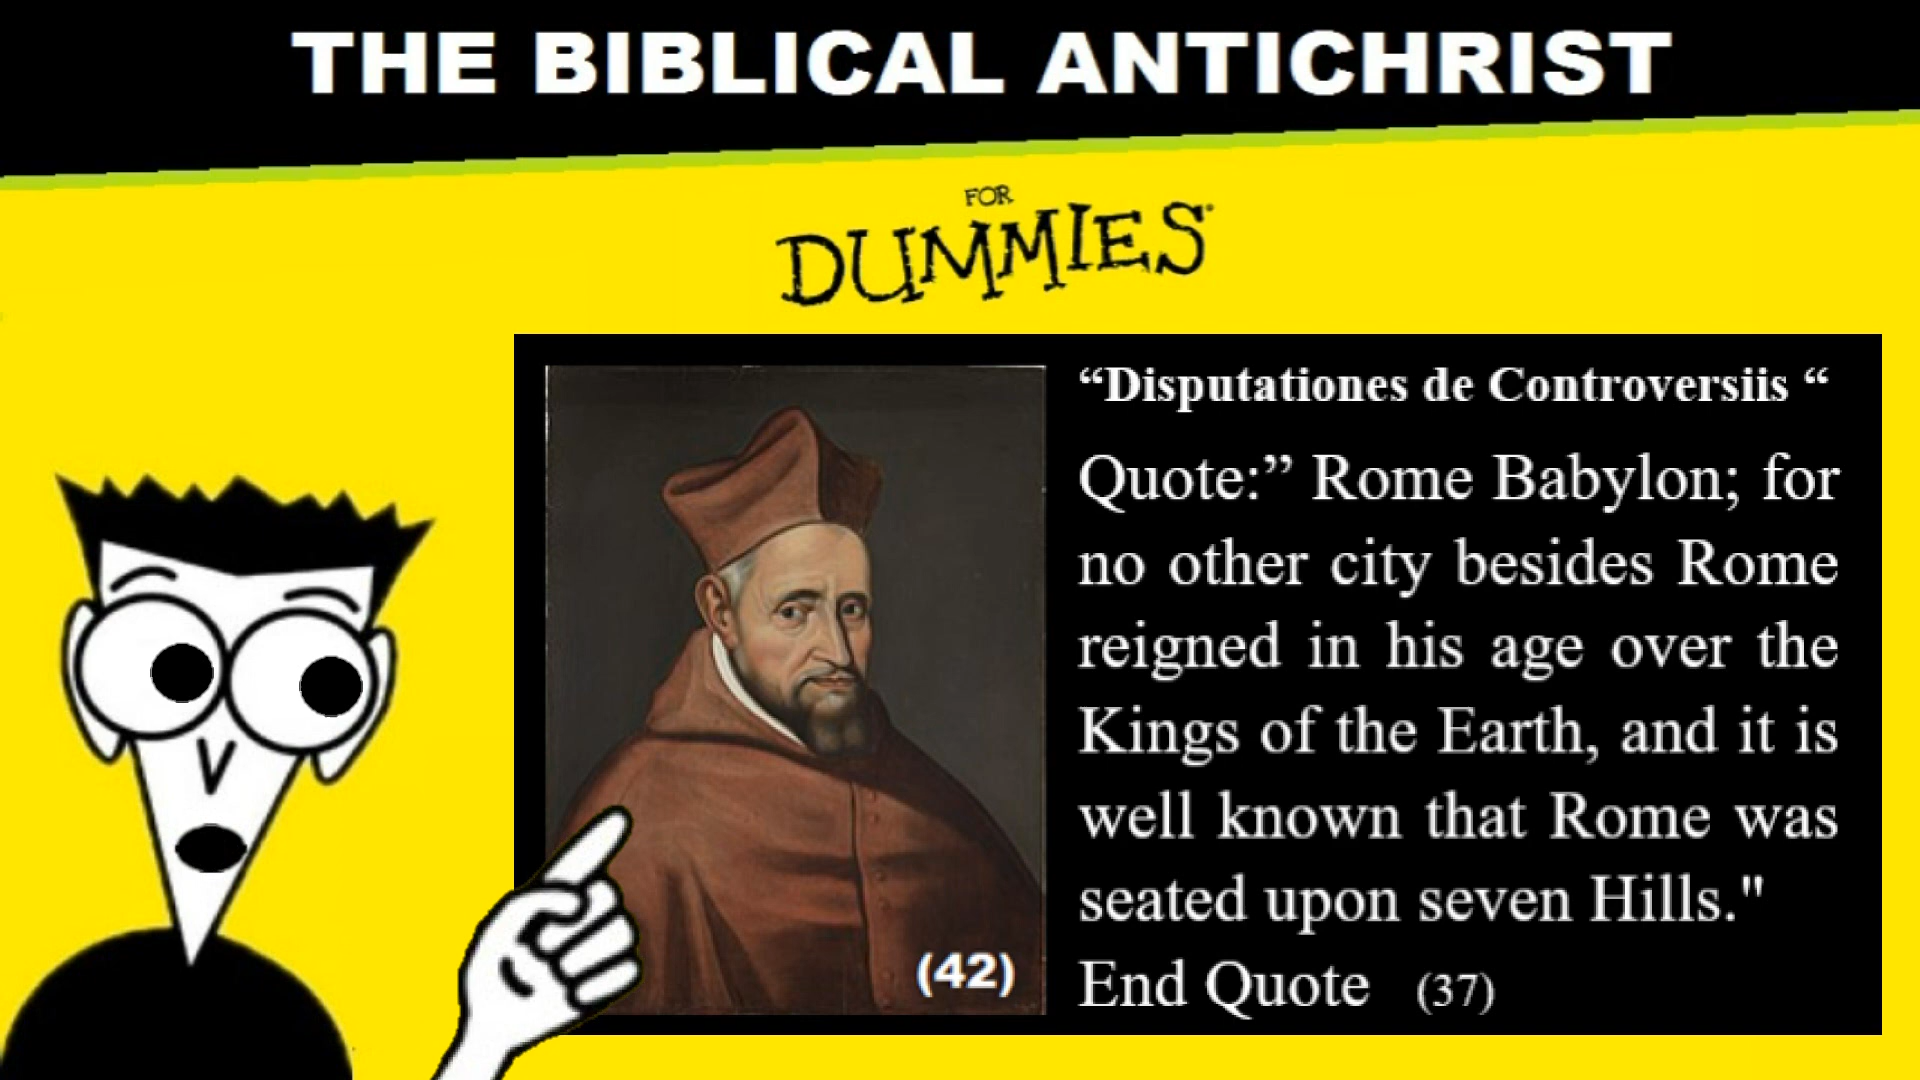 THE BIBLICAL ANTICHRIST
FOR
DUMMIES®
“Disputationes de Controversiis “
Quote:” Rome Babylon; for
no other city besides Rome
reigned in his age over the
Kings of the Earth, and it is
well known that Rome was
seated upon seven Hills."
End Quote (37)
(42)